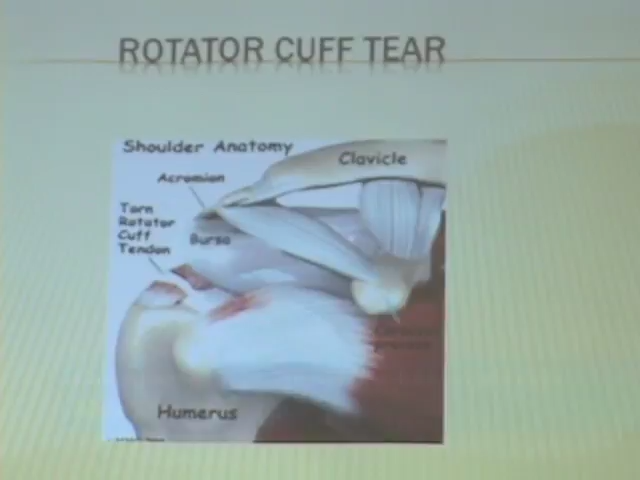 ROTATOR CUFF TEAR
Shoulder Anatomy
Clavicle
Acromion
Torn
Rotator
Cuff
Tendon
Bursa
Humerus